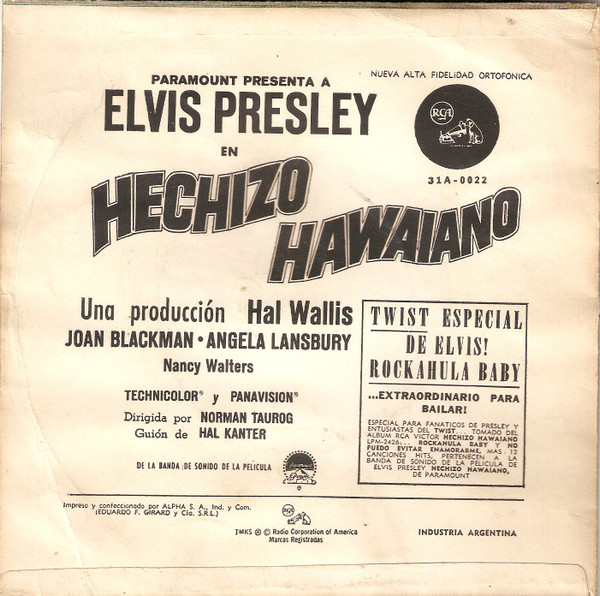 PARAMOUNT PRESENTA A
ELVIS PRESLEY
EN
HECHIZO
HAWAIANO
NUEVA ALTA FIDELIDAD ORTOFONICA
RCA
31A-0022
Una producción Hal Wallis
JOAN BLACKMAN • ANGELA LANSBURY
Nancy Walters
TECHNICOLOR® y PANAVISION®
Dirigida por NORMAN TAUROG
Guión de HAL KANTER
DE LA BANDA DE SONIDO DE LA PELICULA
TWIST ESPECIAL
DE ELVIS!
ROCKAHULA BABY
...EXTRAORDINARIO PARA
BAILAR!
ESPECIAL PARA FANATICOS DE PRESLEY Y
ENTUSIASTAS DEL TWIST... TOMADO DEL
ALBUM RCA VICTOR HECHIZO HAWAIANO
LPM-2426... ROCKAHULA BABY Y NO
PUEDO EVITAR ENAMORARME, MAS 12
CANCIONES HITS, PERTENECEN A LA
BANDA DE SONIDO DE LA PELICULA DE
ELVIS PRESLEY HECHIZO HAWAIANO,
DE PARAMOUNT
Impreso y confeccionado por ALPHA S. A., Ind. y Com.
(EDUARDO F. GIRARD y Cía. S.R.L.)
RCA
TMKS ® © Radio Corporation of America
Marcas Registradas
INDUSTRIA ARGENTINA